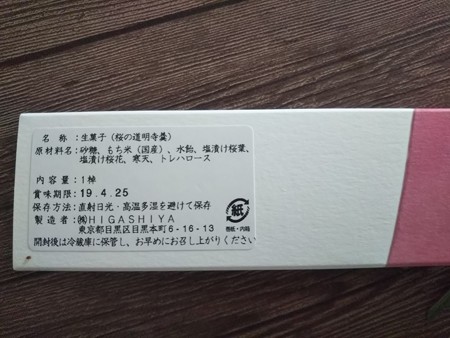 名称：生菓子（桜の道明寺羹）
原材料名：砂糖、もち米（国産）、水飴、塩漬け桜葉、
塩漬け桜花、寒天、トレハロース
内容量：1棹
賞味期限：19.4.25
保存方法：直射日光・高温多湿を避けて保存
製造者：㈱HIGASHIYA
東京都目黒区目黒本町6-16-13
開封後は冷蔵庫に保管し、お早めにお召し上がりください
紙
巻紙・内箱